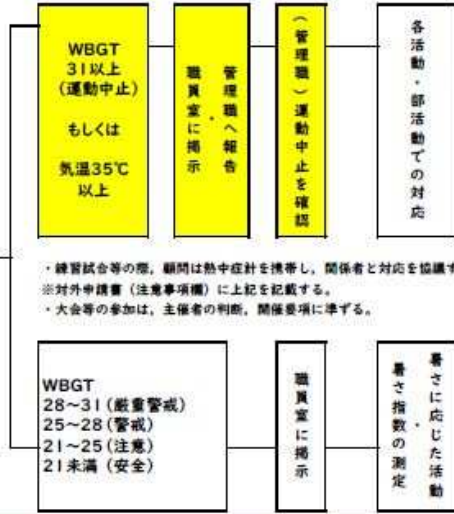 WBGT
31以上
（運動中止）
もしくは
気温35℃
以上
管理職へ報告
・
職員室に掲示
（管理職）運動中止を確認
各活動・部活動での対応
・練習試合等の際，顧問は熱中症計を携帯し，関係者と対応を協議す
※対外申請書（注意事項欄）に上記を記載する。
・大会等の参加は，主催者の判断，開催要項に準ずる。
WBGT
28～31（厳重警戒）
25～28（警戒）
21～25（注意）
21未満（安全）
職員室に掲示
暑さに応じた活動
・
暑さ指数の測定